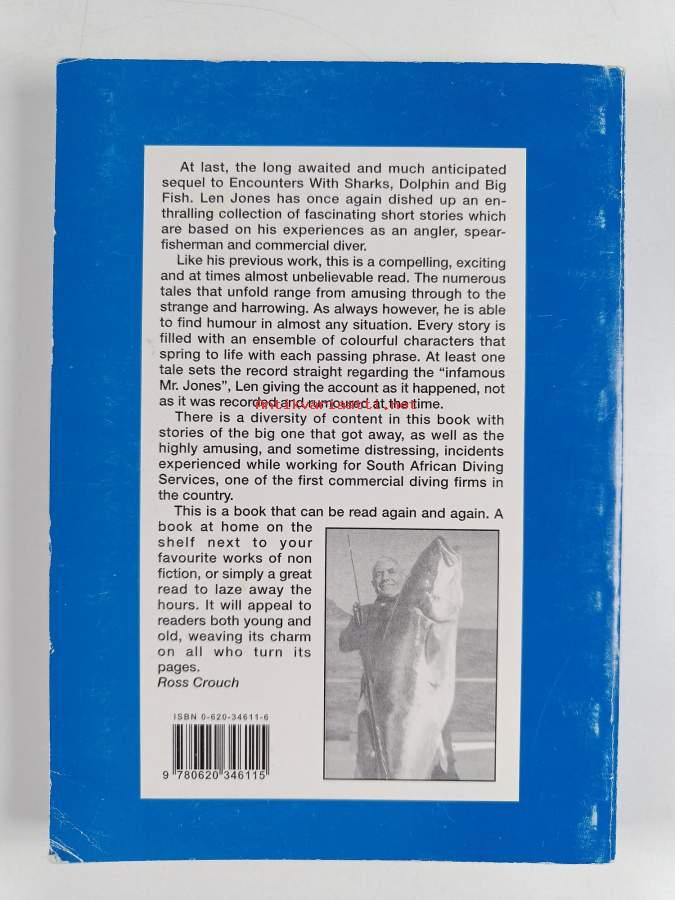 At last, the long awaited and much anticipated
sequel to Encounters With Sharks, Dolphin and Big
Fish. Len Jones has once again dished up an en-
thralling collection of fascinating short stories which
are based on his experiences as an angler, spear-
fisherman and commercial diver.
Like his previous work, this is a compelling, exciting
and at times almost unbelievable read. The numerous
tales that unfold range from amusing through to the
strange and harrowing. As always however, he is able
to find humour in almost any situation. Every story is
filled with an ensemble of colourful characters that
spring to life with each passing phrase. At least one
tale sets the record straight regarding the “infamous
Mr. Jones”, Len giving the account as it happened, not
as it was recorded and rumoured at the time.
Antikvariaatti.net
There is a diversity of content in this book with
stories of the big one that got away, as well as the
highly amusing, and sometime distressing, incidents
experienced while working for South African Diving
Services, one of the first commercial diving firms in
the country.
This is a book that can be read again and again. A
book at home on the
shelf next to your
favourite works of non
fiction, or simply a great
read to laze away the
hours. It will appeal to
readers both young and
old, weaving its charm
on all who turn its
pages.
Ross Crouch
ISBN 0-620-34611-6
9 780620 346115